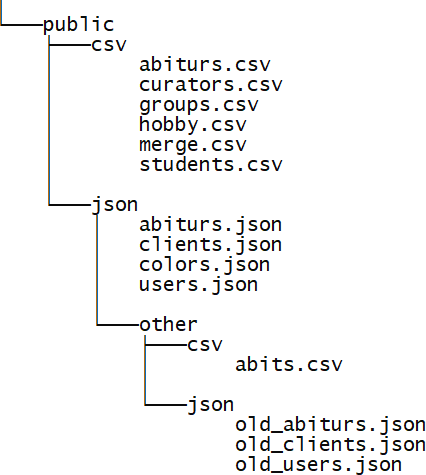 public
csv
abiturs.csv
curators.csv
groups.csv
hobby.csv
merge.csv
students.csv
json
abiturs.json
clients.json
colors.json
users.json
other
csv
abits.csv
json
old_abiturs.json
old_clients.json
old_users.json